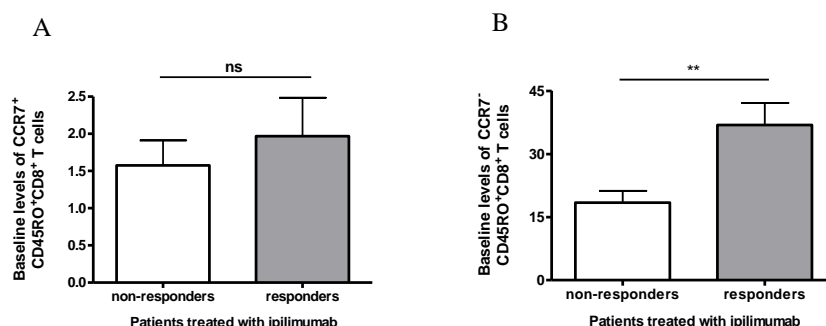 A
ns
Baseline levels of CCR7⁺
CD45RO⁺CD8⁺ T cells
2.5
2.0
1.5
1.0
0.5
0.0
non-responders responders
Patients treated with ipilimumab
B
**
Baseline levels of CCR7⁻
CD45RO⁺CD8⁺ T cells
45
30
15
0
non-responders responders
Patients treated with ipilimumab